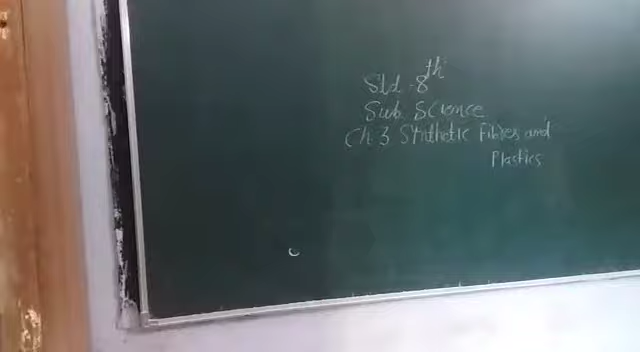 Std - 8th
Sub Science
Ch 3 Synthetic Fibres and
Plastics